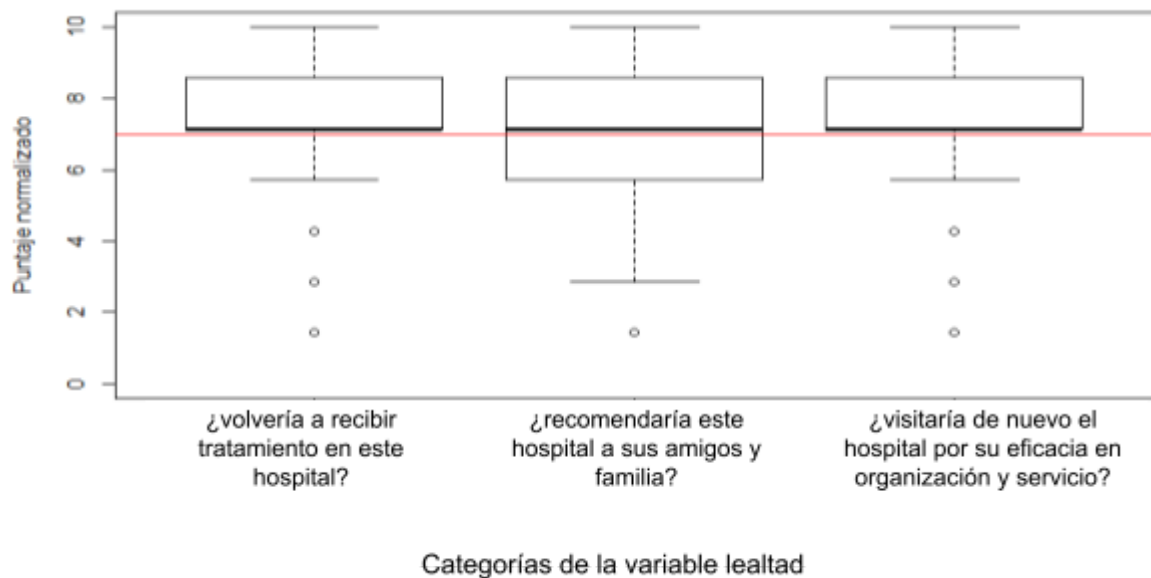 Puntaje normalizado
10
8
6
4
2
0
¿volvería a recibir
tratamiento en este
hospital?
¿recomendaría este
hospital a sus amigos y
familia?
¿visitaría de nuevo el
hospital por su eficacia en
organización y servicio?
Categorías de la variable lealtad